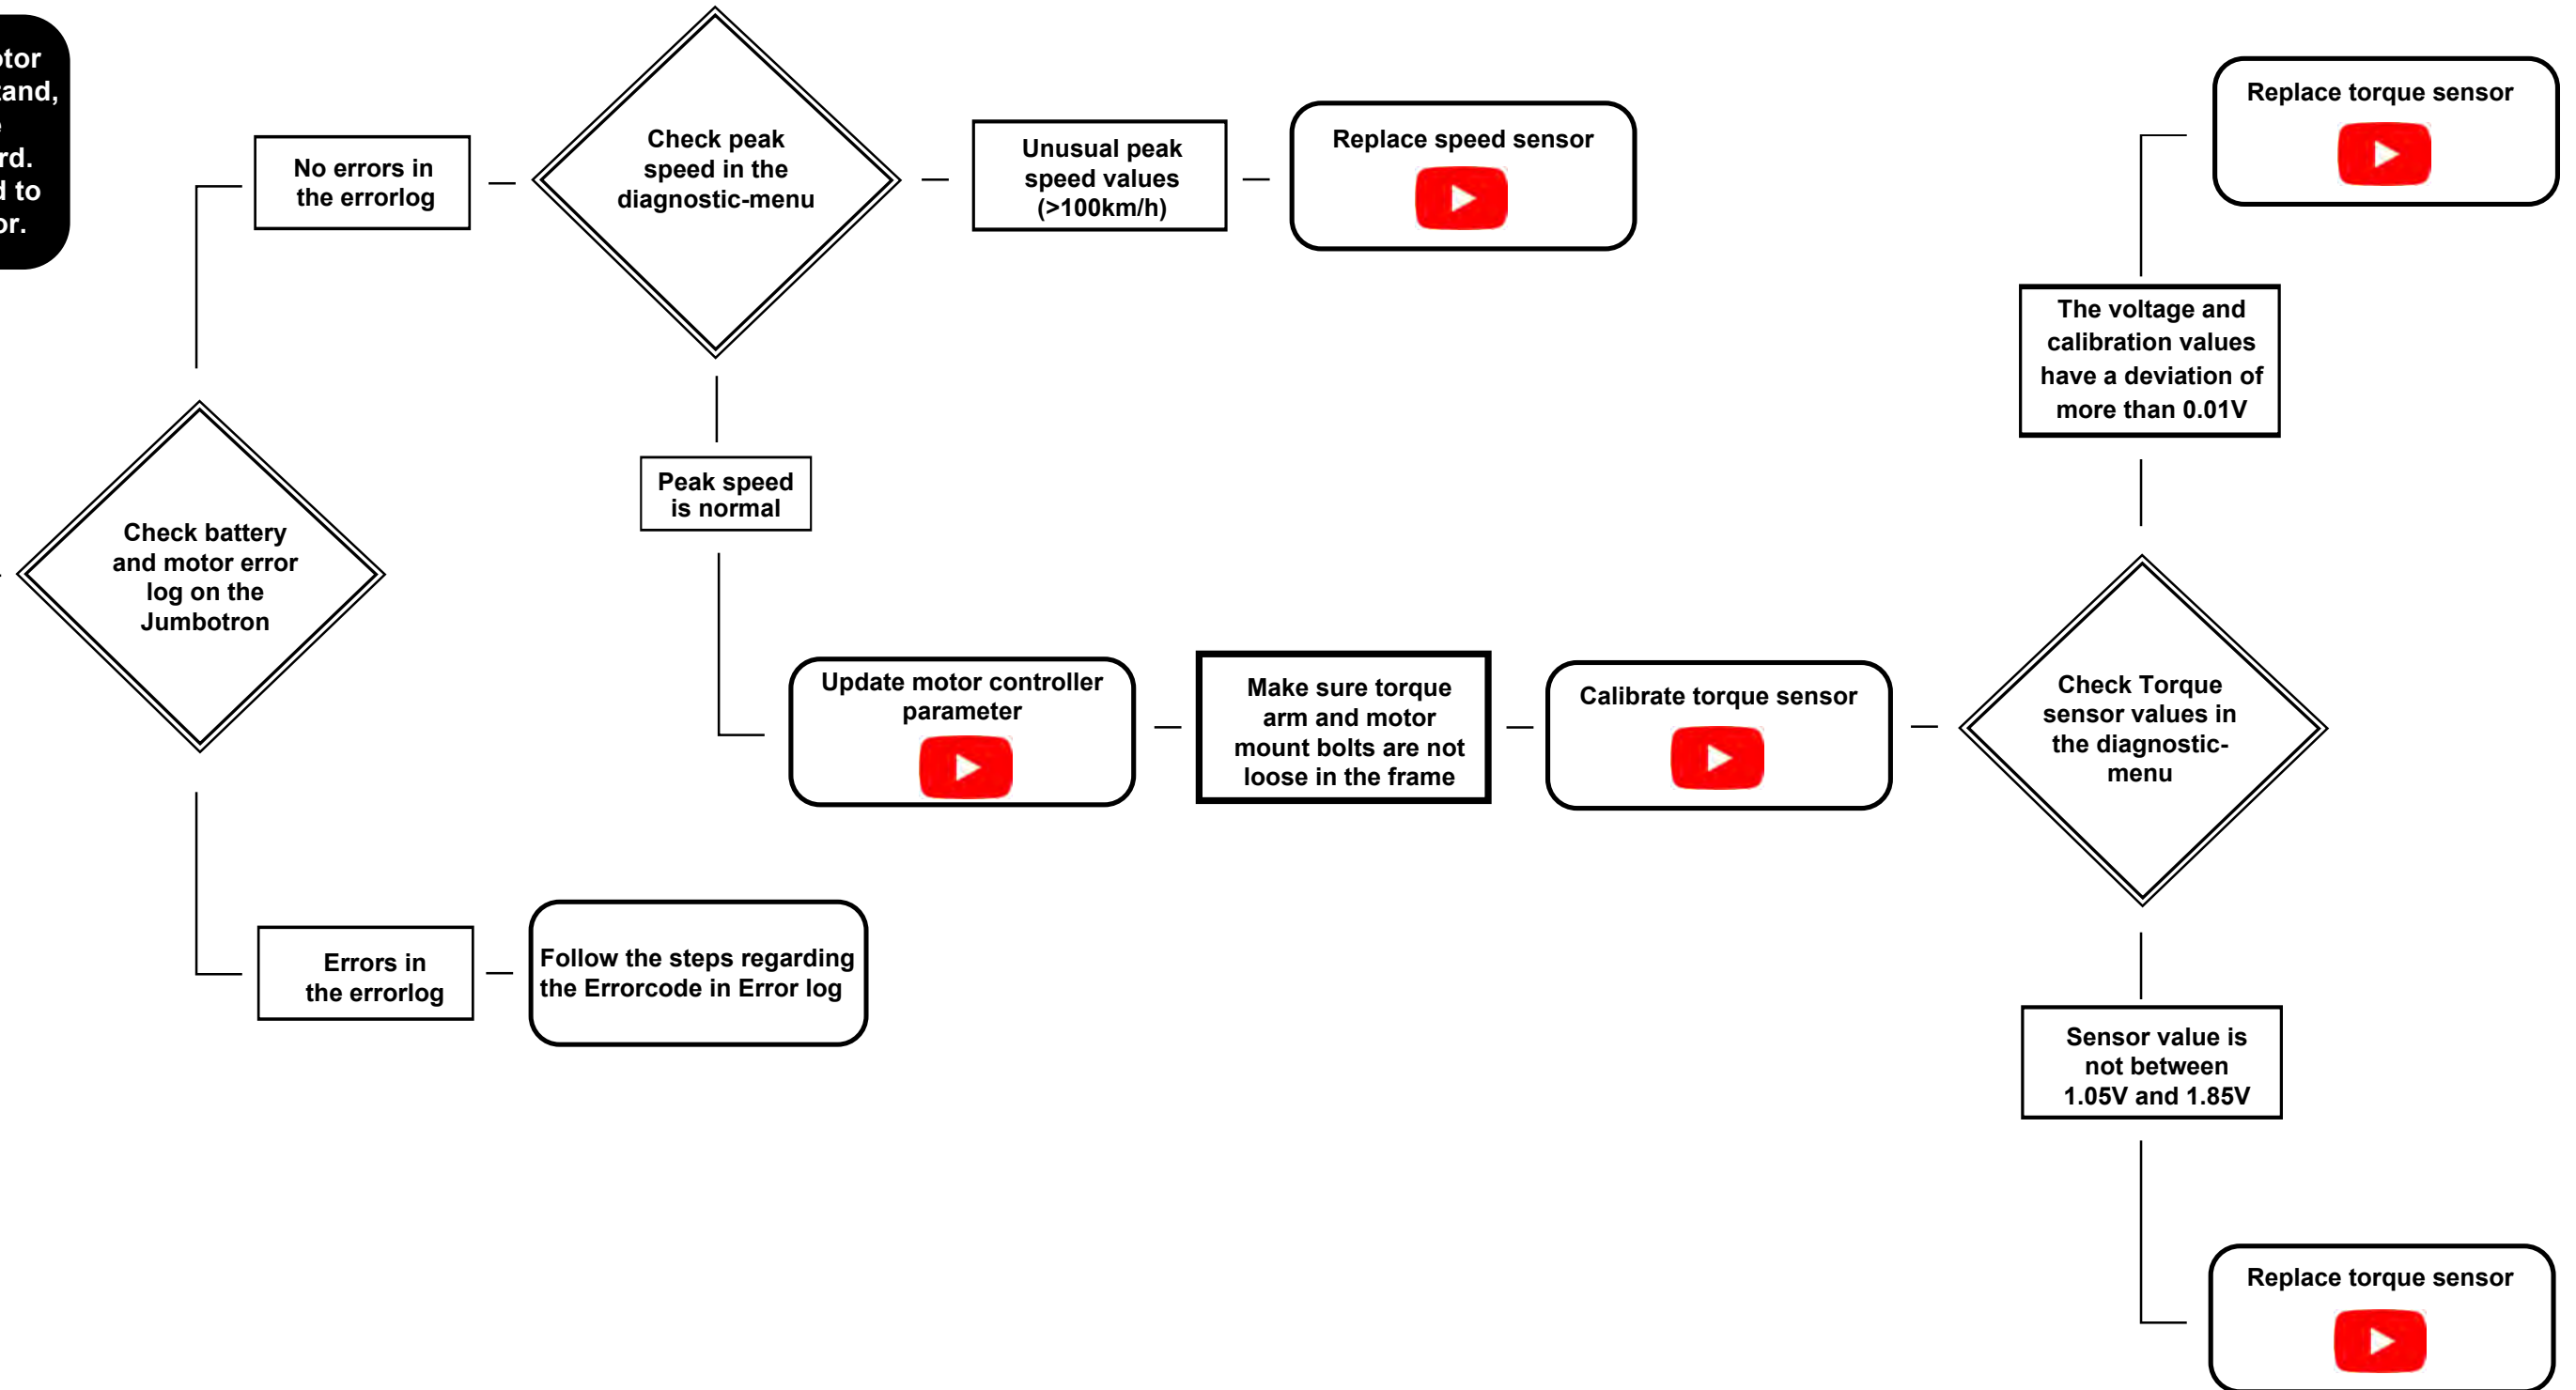 tand,
rd.
d to
or.
No errors in
the errorlog
Check peak
speed in the
diagnostic-menu
Unusual peak
speed values
(>100km/h)
Replace speed sensor
Replace torque sensor
The voltage and
calibration values
have a deviation of
more than 0.01V
Peak speed
is normal
Check battery
and motor error
log on the
Jumbotron
Update motor controller
parameter
Make sure torque
arm and motor
mount bolts are not
loose in the frame
Calibrate torque sensor
Check Torque
sensor values in
the diagnostic-
menu
Errors in
the errorlog
Follow the steps regarding
the Errorcode in Error log
Sensor value is
not between
1.05V and 1.85V
Replace torque sensor